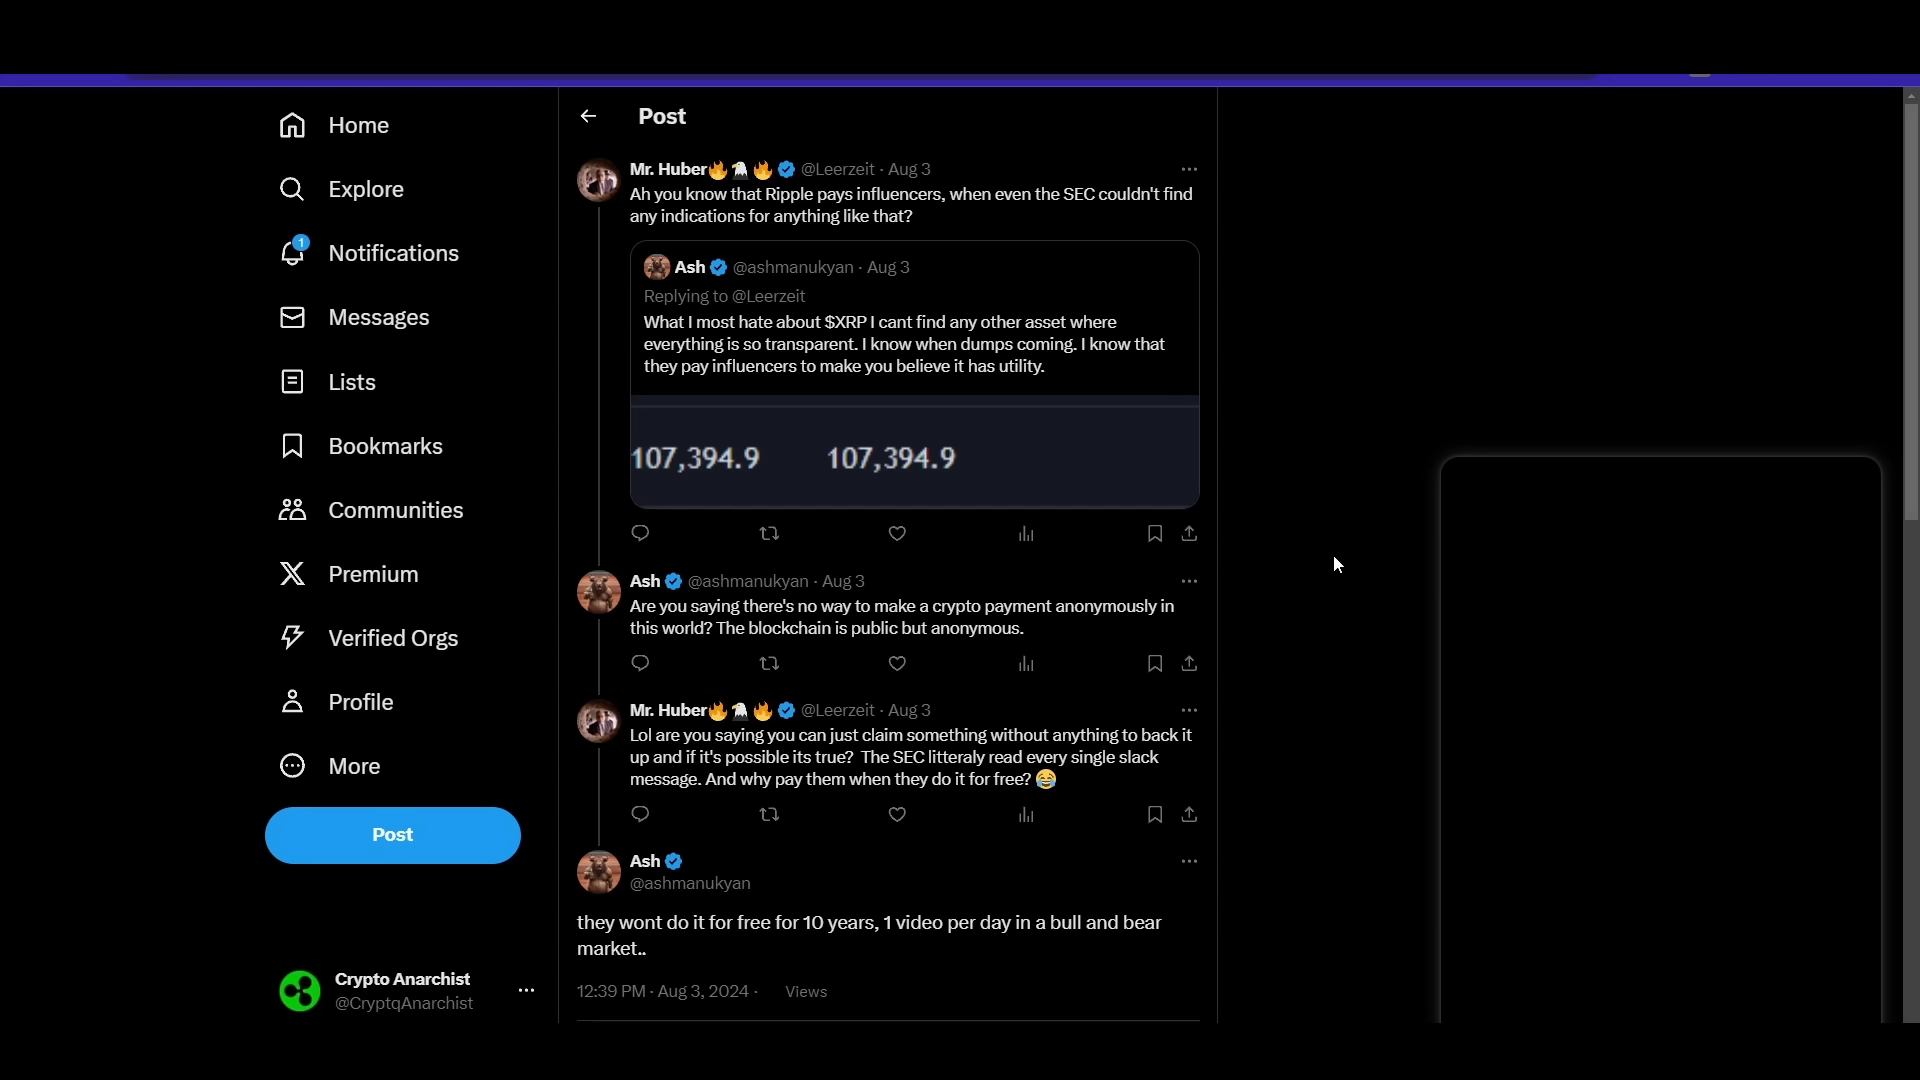 Home
Explore
1
Notifications
Messages
Lists
Bookmarks
Communities
Premium
Verified Orgs
Profile
More
Post
Crypto Anarchist
@CryptqAnarchist
Post
Mr. Huber🔥🦅🔥 @Leerzeit · Aug 3
Ah you know that Ripple pays influencers, when even the SEC couldn't find
any indications for anything like that?
Ash @ashmanukyan · Aug 3
Replying to @Leerzeit
What I most hate about $XRP I cant find any other asset where
everything is so transparent. I know when dumps coming. I know that
they pay influencers to make you believe it has utility.
107,394.9 107,394.9
Ash @ashmanukyan · Aug 3
Are you saying there's no way to make a crypto payment anonymously in
this world? The blockchain is public but anonymous.
Mr. Huber🔥🦅🔥 @Leerzeit · Aug 3
Lol are you saying you can just claim something without anything to back it
up and if it's possible its true? The SEC litteraly read every single slack
message. And why pay them when they do it for free? 😂
Ash
@ashmanukyan
they wont do it for free for 10 years, 1 video per day in a bull and bear
market..
12:39 PM · Aug 3, 2024 · Views